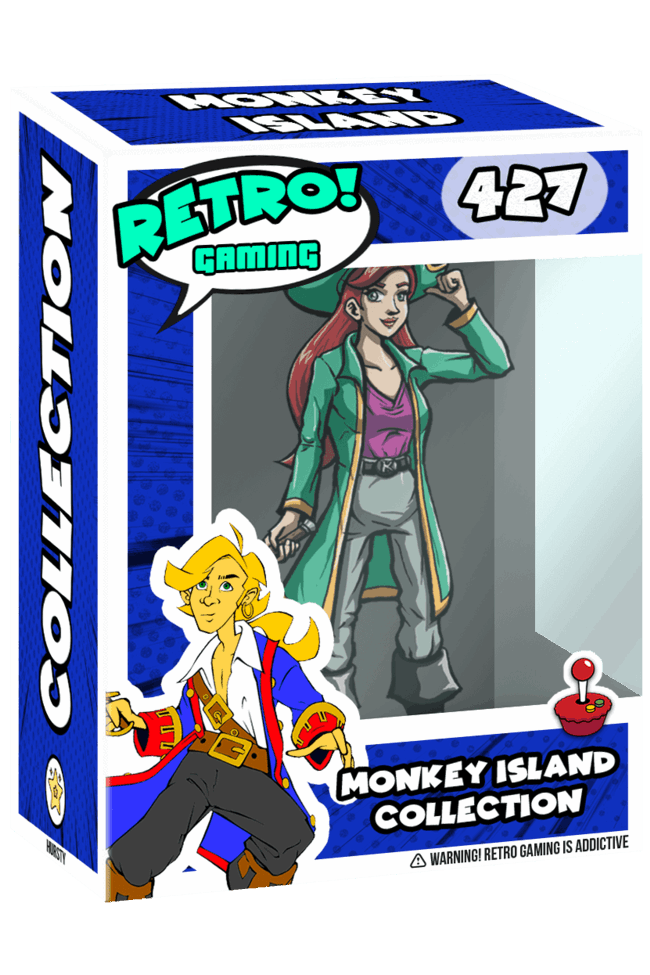 MONKEY
ISLAND
COLLECTION
RETRO!
GAMING
427
MONKEY ISLAND
COLLECTION
WARNING! RETRO GAMING IS ADDICTIVE
HURSTY